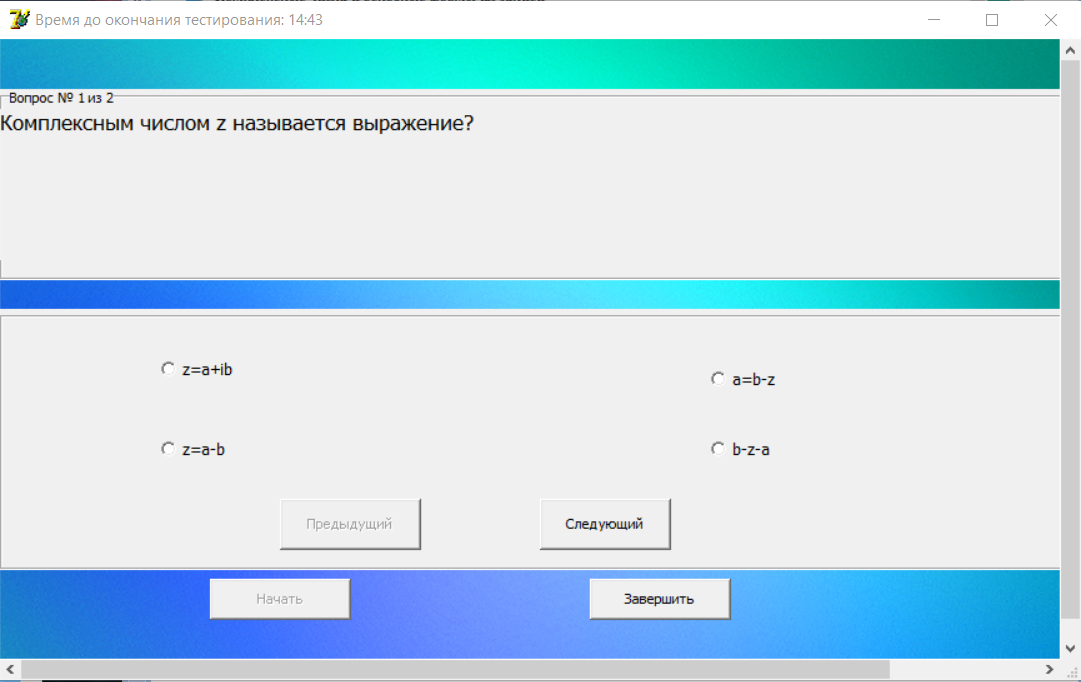 Время до окончания тестирования: 14:43
Вопрос № 1 из 2
Комплексным числом z называется выражение?
z=a+ib
a=b-z
z=a-b
b-z-a
Предыдущий
Следующий
Начать
Завершить